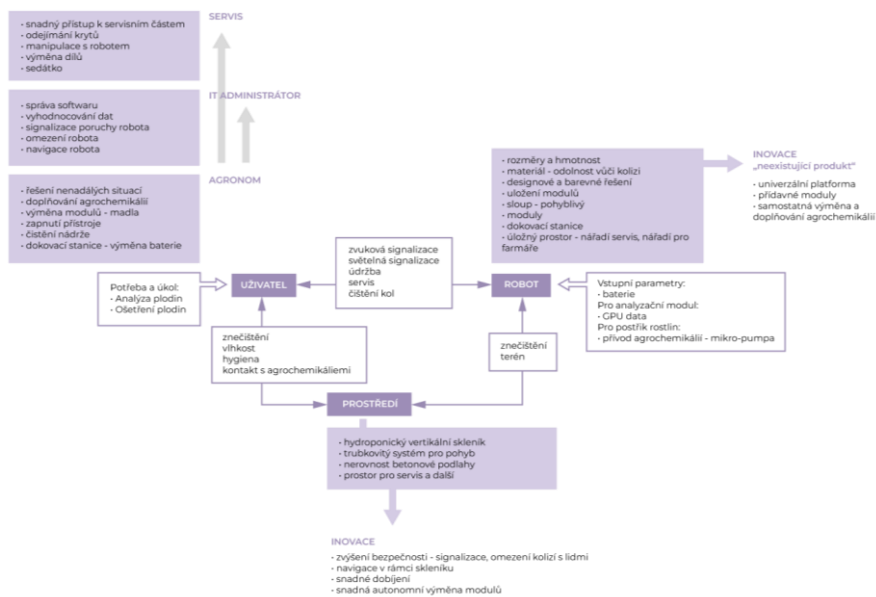 SERVIS
• snadný přístup k servisním částem
• odejímání krytů
• manipulace s robotem
• výměna dílů
• sedátko
IT ADMINISTRÁTOR
• správa softwaru
• vyhodnocování dat
• signalizace poruchy robota
• omezení robota
• navigace robota
AGRONOM
• řešení nenadálých situací
• doplňování agrochemikálií
• výměna modulů - madla
• zapnutí přístroje
• čistění nádrže
• dokovací stanice - výměna baterie
• rozměry a hmotnost
• materiál - odolnost vůči kolizi
• designové a barevné řešení
• uložení modulů
• sloup - pohyblivý
• moduly
• dokovací stanice
• úložný prostor - nářadí servis, nářadí pro
farmáře
INOVACE
„neexistující produkt“
• univerzální platforma
• přídavné moduly
• samostatná výměna a
doplňování agrochemikálií
Potřeba a úkol:
• Analýza plodin
• Ošetření plodin
UŽIVATEL
zvuková signalizace
světelná signalizace
údržba
servis
čištění kol
ROBOT
Vstupní parametry:
• baterie
Pro analyzační modul:
• GPU data
Pro postřik rostlin:
• přívod agrochemikálií - mikro-pumpa
znečištění
vlhkost
hygiena
kontakt s agrochemikáliemi
znečištění
terén
PROSTŘEDÍ
• hydroponický vertikální skleník
• trubkovitý systém pro pohyb
• nerovnost betonové podlahy
• prostor pro servis a další
INOVACE
• zvýšení bezpečnosti - signalizace, omezení kolizí s lidmi
• navigace v rámci skleníku
• snadné dobíjení
• snadná autonomní výměna modulů